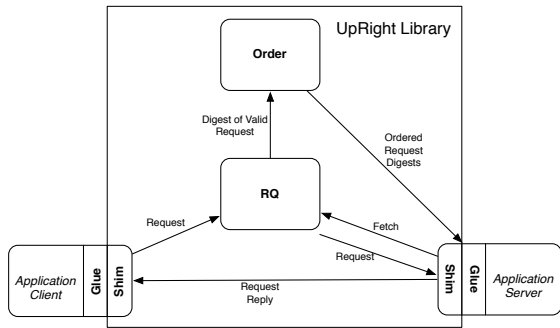 UpRight Library
Order
Digest of Valid
Request
Ordered
Request
Digests
RQ
Request
Fetch
Request
Application
Client
Glue
Shim
Request
Reply
Shim
Glue
Application
Server